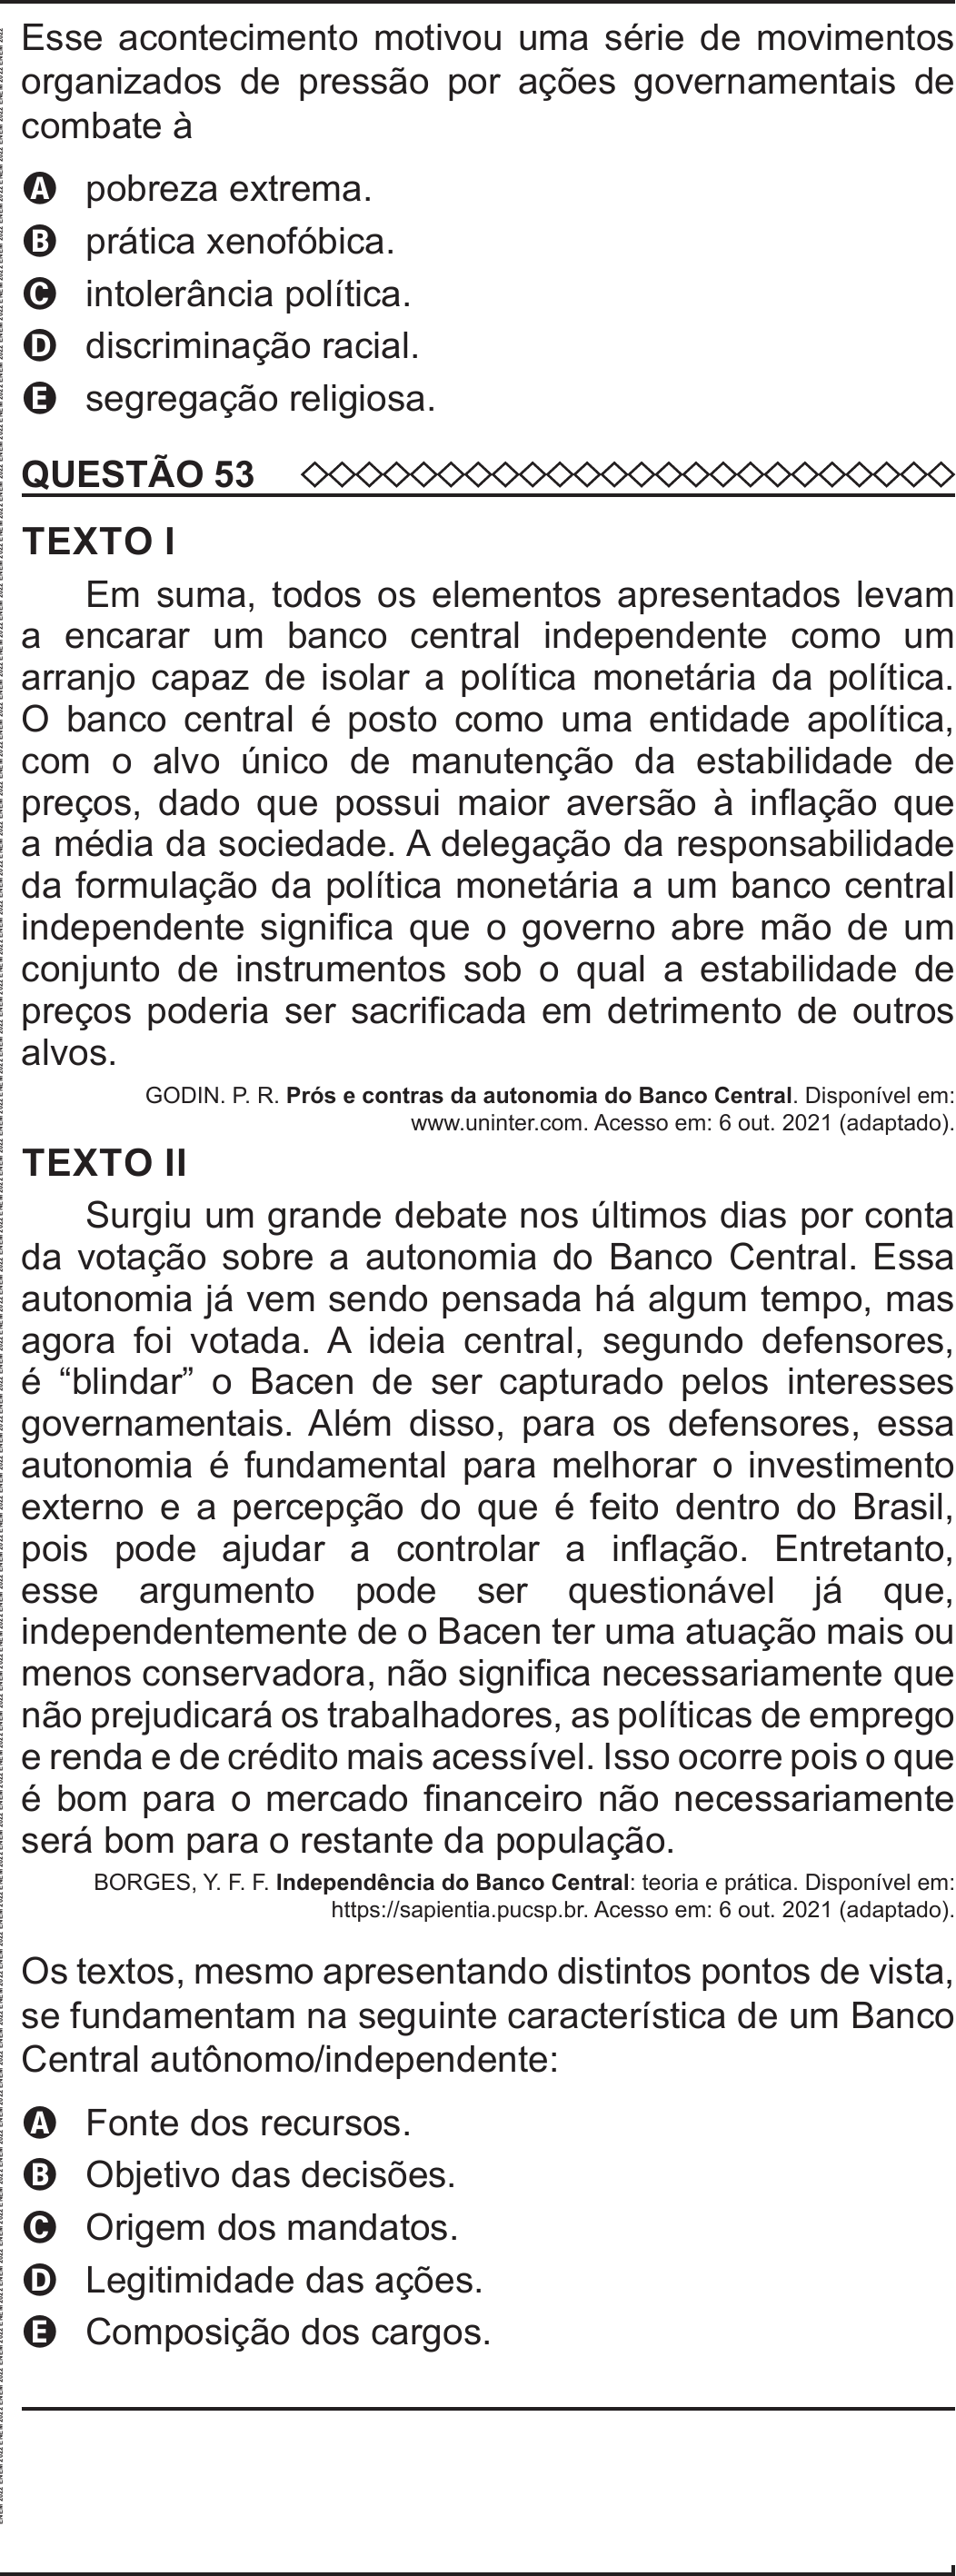 Esse acontecimento motivou uma série de movimentos
organizados de pressão por ações governamentais de
combate à
A pobreza extrema.
B prática xenofóbica.
C intolerância política.
D discriminação racial.
E segregação religiosa.
QUESTÃO 53
TEXTO I
Em suma, todos os elementos apresentados levam
a encarar um banco central independente como um
arranjo capaz de isolar a política monetária da política.
O banco central é posto como uma entidade apolítica,
com o alvo único de manutenção da estabilidade de
preços, dado que possui maior aversão à inflação que
a média da sociedade. A delegação da responsabilidade
da formulação da política monetária a um banco central
independente significa que o governo abre mão de um
conjunto de instrumentos sob o qual a estabilidade de
preços poderia ser sacrificada em detrimento de outros
alvos.
GODIN. P. R. Prós e contras da autonomia do Banco Central. Disponível em:
www.uninter.com. Acesso em: 6 out. 2021 (adaptado).
TEXTO II
Surgiu um grande debate nos últimos dias por conta
da votação sobre a autonomia do Banco Central. Essa
autonomia já vem sendo pensada há algum tempo, mas
agora foi votada. A ideia central, segundo defensores,
é “blindar” o Bacen de ser capturado pelos interesses
governamentais. Além disso, para os defensores, essa
autonomia é fundamental para melhorar o investimento
externo e a percepção do que é feito dentro do Brasil,
pois pode ajudar a controlar a inflação. Entretanto,
esse argumento pode ser questionável já que,
independentemente de o Bacen ter uma atuação mais ou
menos conservadora, não significa necessariamente que
não prejudicará os trabalhadores, as políticas de emprego
e renda e de crédito mais acessível. Isso ocorre pois o que
é bom para o mercado financeiro não necessariamente
será bom para o restante da população.
BORGES, Y. F. F. Independência do Banco Central: teoria e prática. Disponível em:
https://sapientia.pucsp.br. Acesso em: 6 out. 2021 (adaptado).
Os textos, mesmo apresentando distintos pontos de vista,
se fundamentam na seguinte característica de um Banco
Central autônomo/independente:
A Fonte dos recursos.
B Objetivo das decisões.
C Origem dos mandatos.
D Legitimidade das ações.
E Composição dos cargos.